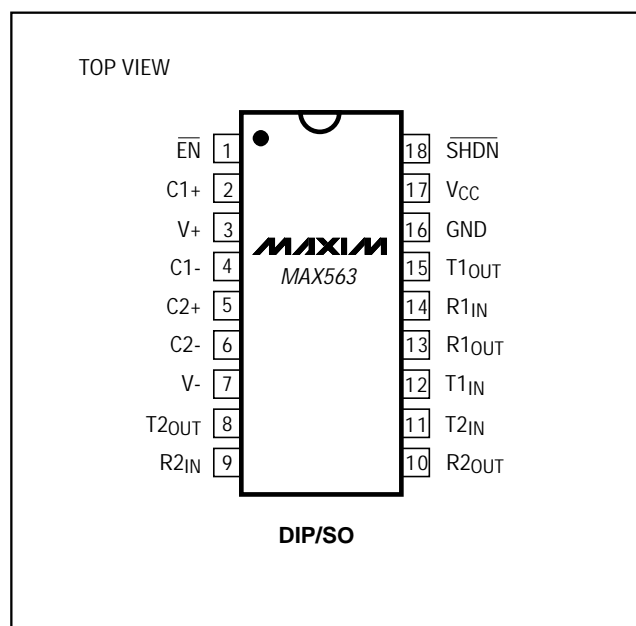 TOP VIEW
E̅N̅ 1 18 S̅H̅D̅N̅
C1+ 2 17 VCC
V+ 3 16 GND
MAXIM
C1- 4 15 T1OUT
MAX563
C2+ 5 14 R1IN
C2- 6 13 R1OUT
V- 7 12 T1IN
T2OUT 8 11 T2IN
R2IN 9 10 R2OUT
DIP/SO